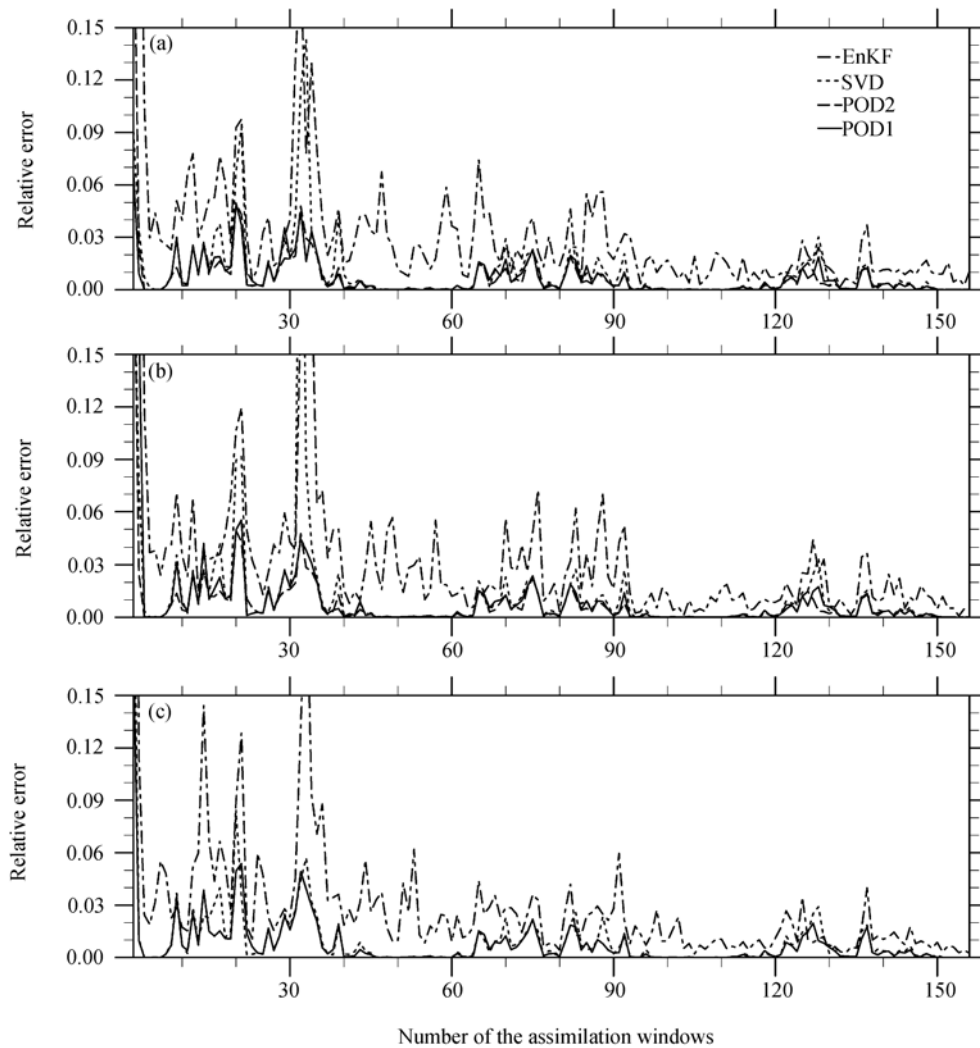 (a)
EnKF
SVD
POD2
POD1
Relative error
0.15
0.12
0.09
0.06
0.03
0.00
30 60 90 120 150
(b)
Relative error
0.15
0.12
0.09
0.06
0.03
0.00
30 60 90 120 150
(c)
Relative error
0.15
0.12
0.09
0.06
0.03
0.00
30 60 90 120 150
Number of the assimilation windows